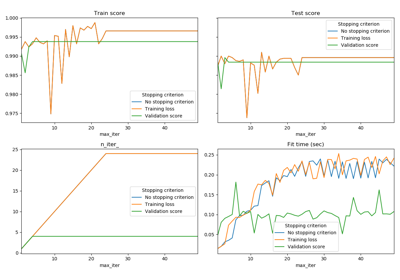 Train score
Test score
1.000
0.995
0.990
0.985
0.980
0.975
Stopping criterion
No stopping criterion
Training loss
Validation score
Stopping criterion
No stopping criterion
Training loss
Validation score
10
20
30
40
max_iter
10
20
30
40
max_iter
n_iter_
Fit time (sec)
25
20
15
10
5
0
Stopping criterion
No stopping criterion
Training loss
Validation score
0.25
0.20
0.15
0.10
0.05
Stopping criterion
No stopping criterion
Training loss
Validation score
10
20
30
40
max_iter
10
20
30
40
max_iter